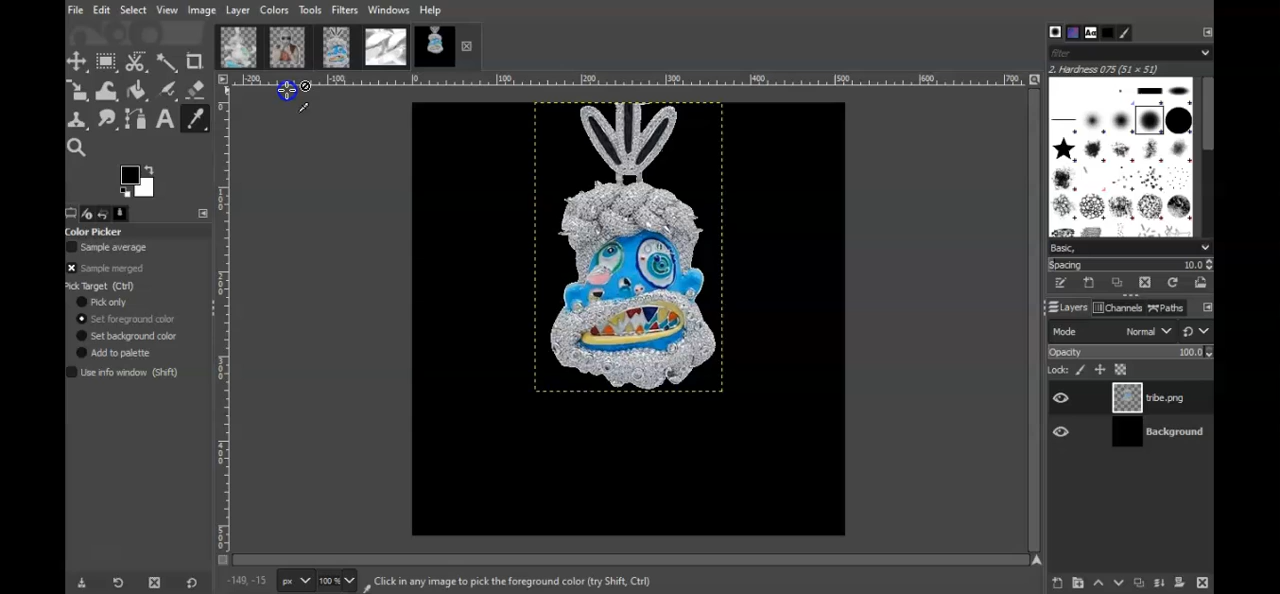 File Edit Select View Image Layer Colors Tools Filters Windows Help
-200 -100 0 100 200 300 400 500 600 700
filter
2. Hardness 075 (51 × 51)
Color Picker
Sample average
Sample merged
Pick Target (Ctrl)
Pick only
Set foreground color
Set background color
Add to palette
Use info window (Shift)
Basic,
Spacing 10.0
Layers Channels Paths
Mode Normal
Opacity 100.0
Lock:
tribe.png
Background
-149, -15 px 100 % Click in any image to pick the foreground color (try Shift, Ctrl)